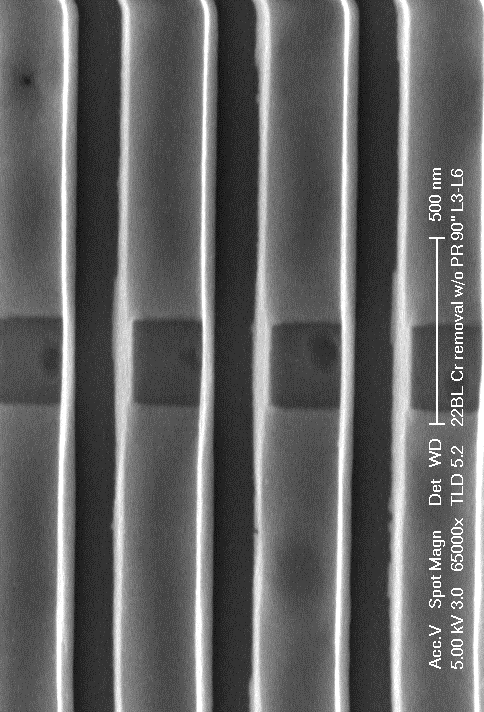 Acc.V Spot Magn Det WD 500 nm
5.00 kV 3.0 65000x TLD 5.2 22BL Cr removal w/o PR 90" L3-L6